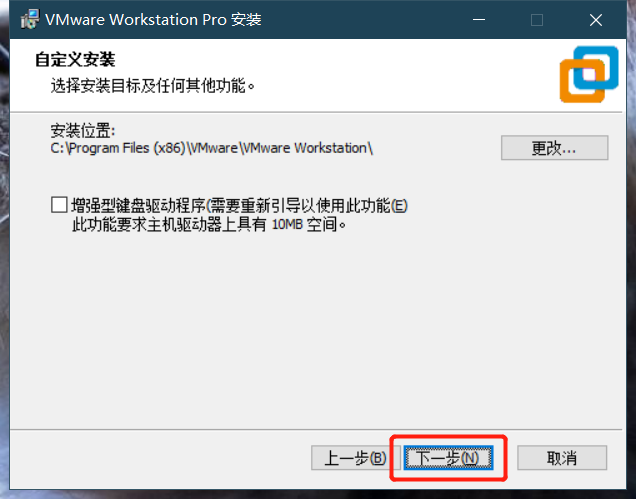 VMware Workstation Pro 安装
自定义安装
选择安装目标及任何其他功能。
安装位置:
C:\Program Files (x86)\VMware\VMware Workstation\
更改...
增强型键盘驱动程序(需要重新引导以使用此功能(E)
此功能要求主机驱动器上具有 10MB 空间。
上一步(B)
下一步(N)
取消